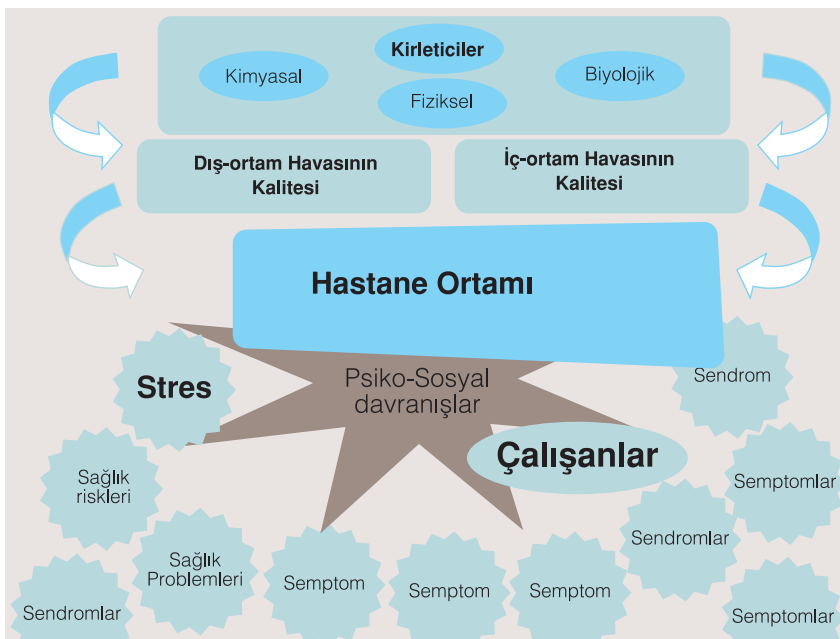 Kirleticiler
Kimyasal
Biyolojik
Fiziksel
Dış-ortam Havasının
Kalitesi
İç-ortam Havasının
Kalitesi
Hastane Ortamı
Psiko-Sosyal
davranışlar
Stres
Sendrom
Çalışanlar
Sağlık
riskleri
Semptomlar
Sağlık
Problemleri
Sendromlar
Semptom
Semptom
Semptom
Sendromlar
Semptomlar